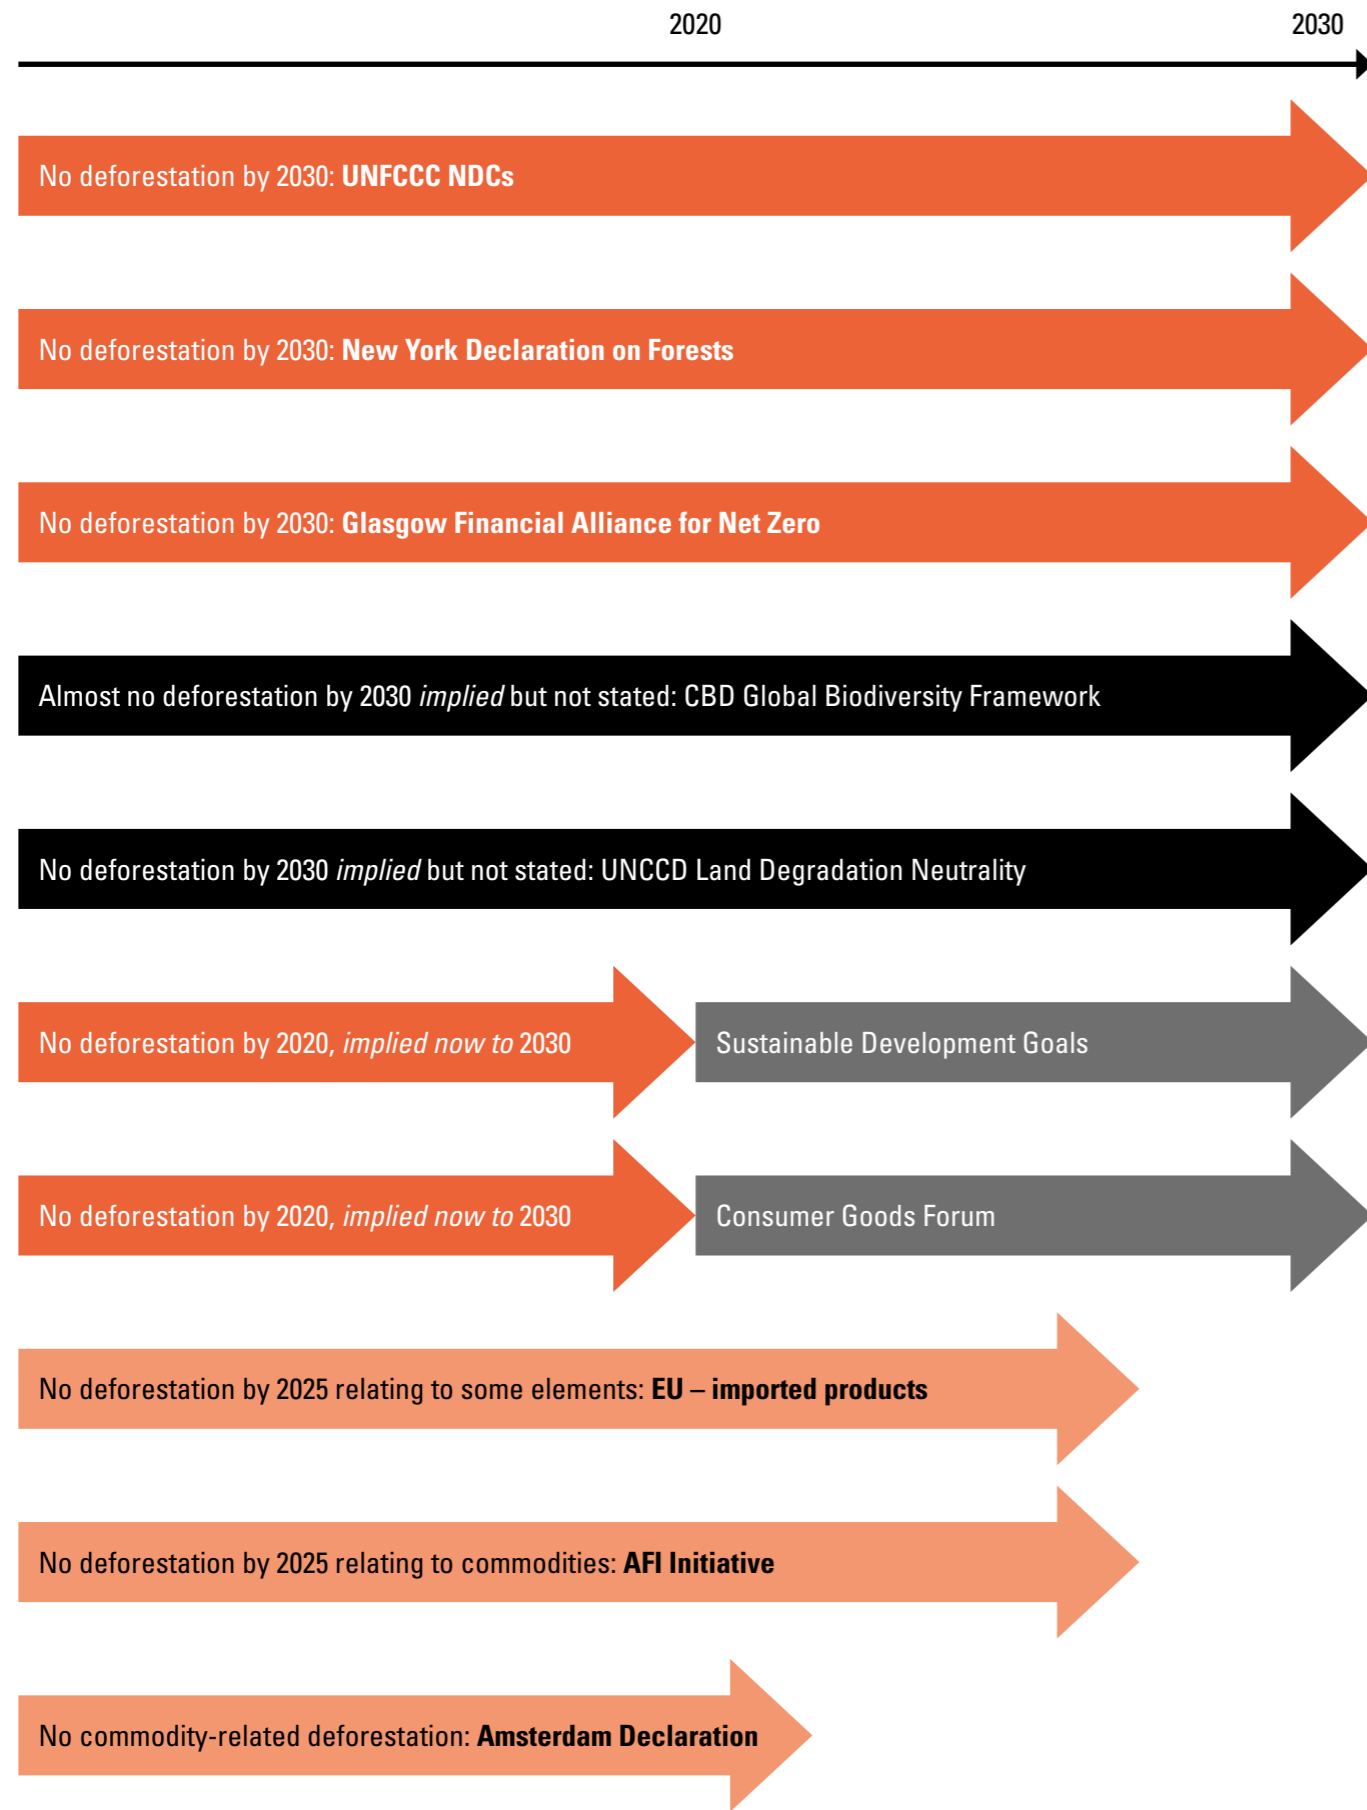 2020 2030
No deforestation by 2030: UNFCCC NDCs
No deforestation by 2030: New York Declaration on Forests
No deforestation by 2030: Glasgow Financial Alliance for Net Zero
Almost no deforestation by 2030 implied but not stated: CBD Global Biodiversity Framework
No deforestation by 2030 implied but not stated: UNCCD Land Degradation Neutrality
No deforestation by 2020, implied now to 2030 Sustainable Development Goals
No deforestation by 2020, implied now to 2030 Consumer Goods Forum
No deforestation by 2025 relating to some elements: EU – imported products
No deforestation by 2025 relating to commodities: AFI Initiative
No commodity-related deforestation: Amsterdam Declaration